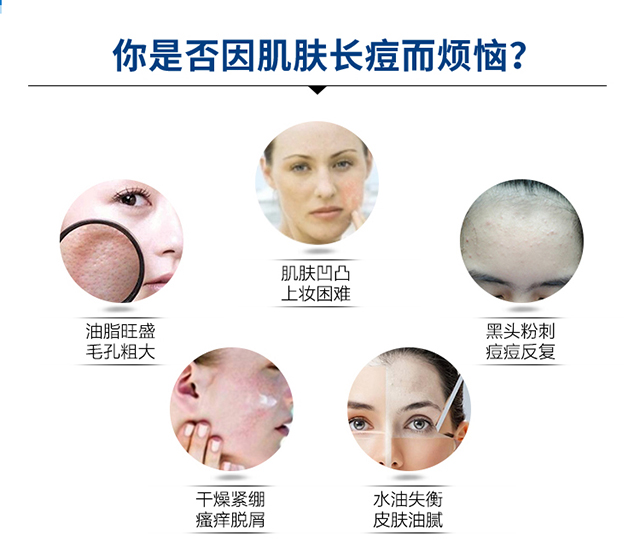 你是否因肌肤长痘而烦恼?
肌肤凹凸
上妆困难
油脂旺盛
毛孔粗大
黑头粉刺
痘痘反复
干燥紧绷
瘙痒脱屑
水油失衡
皮肤油腻